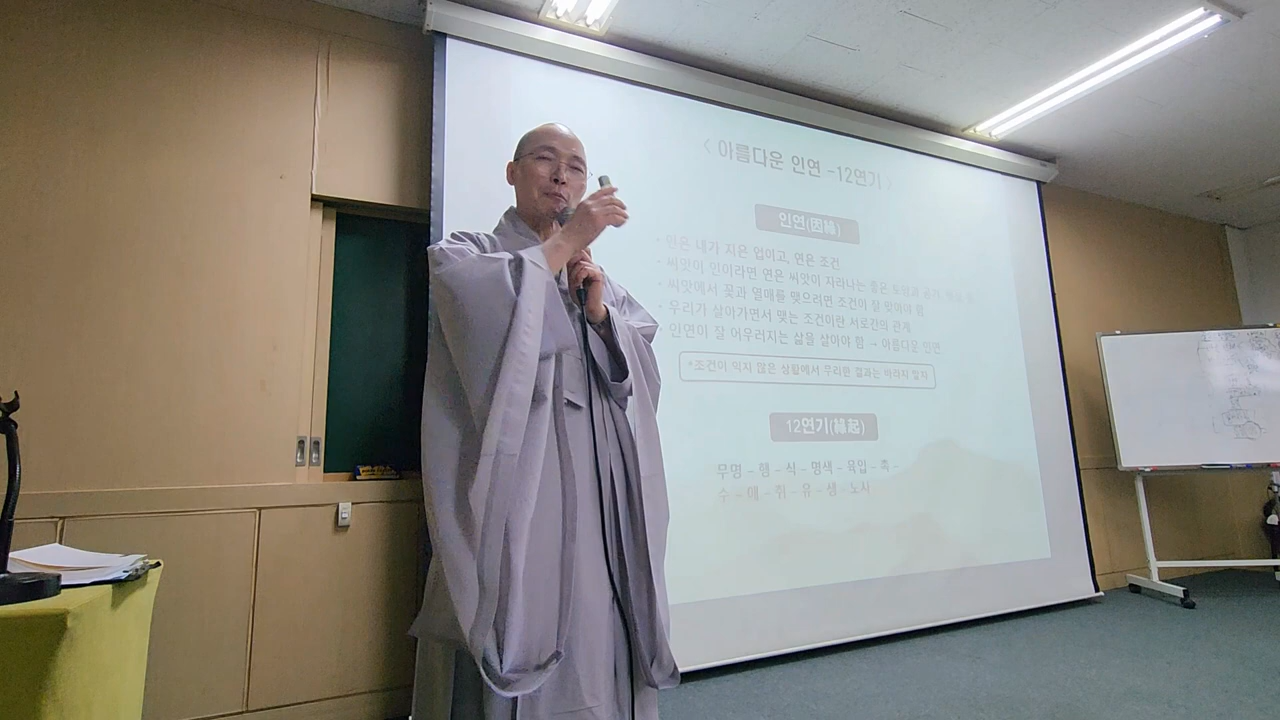 < 아름다운 인연 -12연기 >
인연(因緣)
· 인은 내가 지은 업이고, 연은 조건
· 씨앗이 인이라면 연은 씨앗이 자라나는 좋은 토양과 공기
· 씨앗에서 꽃과 열매를 맺으려면 조건이 잘 맞아야 함
· 우리가 살아가면서 맺는 조건이란 서로간의 관계
인연이 잘 어우러지는 삶을 살아야 함 → 아름다운 인연
*조건이 익지 않은 상황에서 무리한 결과는 바라지 말자
12연기(緣起)
무명 – 행 – 식 – 명색 – 육입 – 촉 –
수 – 애 – 취 – 유 – 생 – 노사